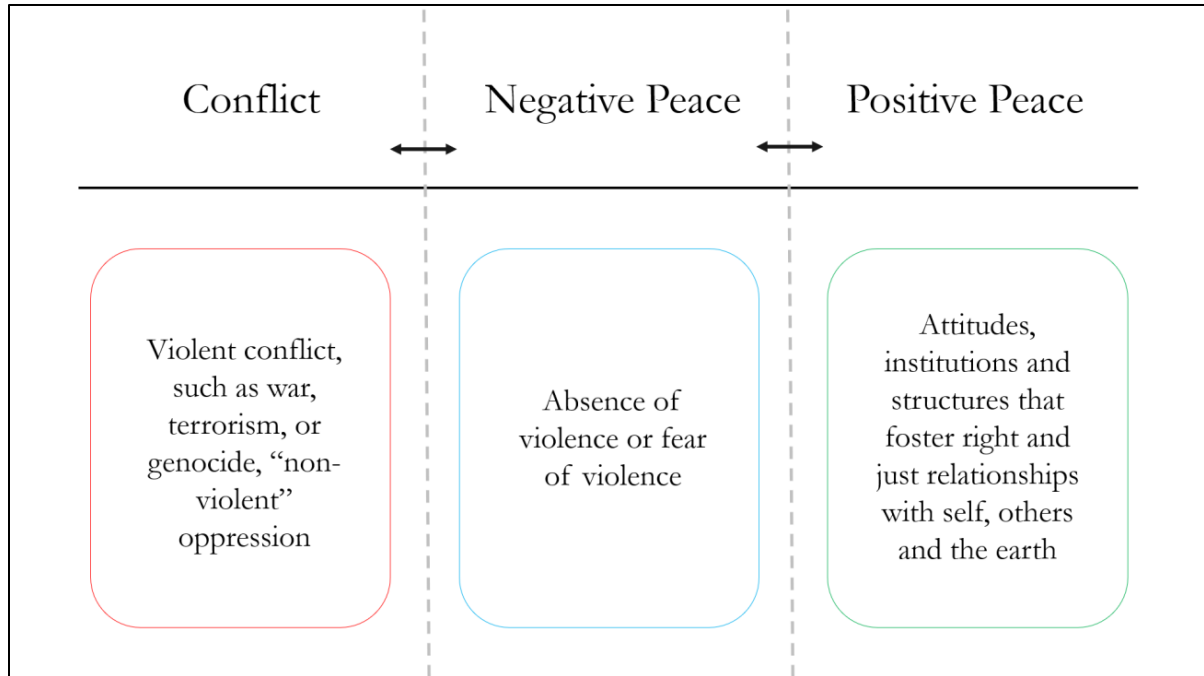 Conflict
Negative Peace
Positive Peace
Violent conflict,
such as war,
terrorism, or
genocide, “non-
violent”
oppression
Absence of
violence or fear
of violence
Attitudes,
institutions and
structures that
foster right and
just relationships
with self, others
and the earth